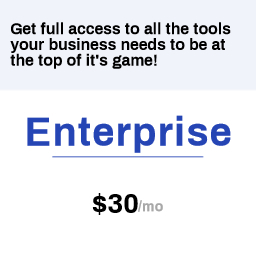 Get full access to all the tools
your business needs to be at
the top of it's game!
Enterprise
$30/mo